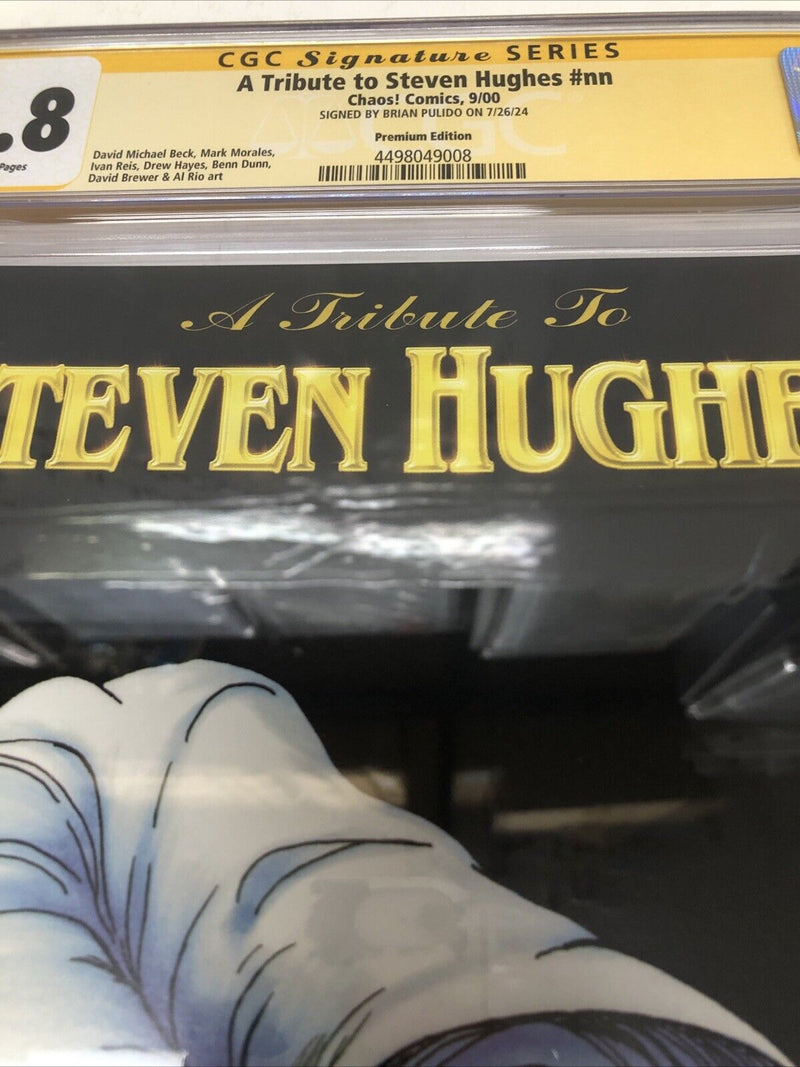 CGC Signature SERIES
A Tribute to Steven Hughes #nn
Chaos! Comics, 9/00
SIGNED BY BRIAN PULIDO ON 7/26/24
Premium Edition
4498049008
.8
Pages
David Michael Beck, Mark Morales,
Ivan Reis, Drew Hayes, Benn Dunn,
David Brewer & Al Rio art
A Tribute To
TEVEN HUGHE